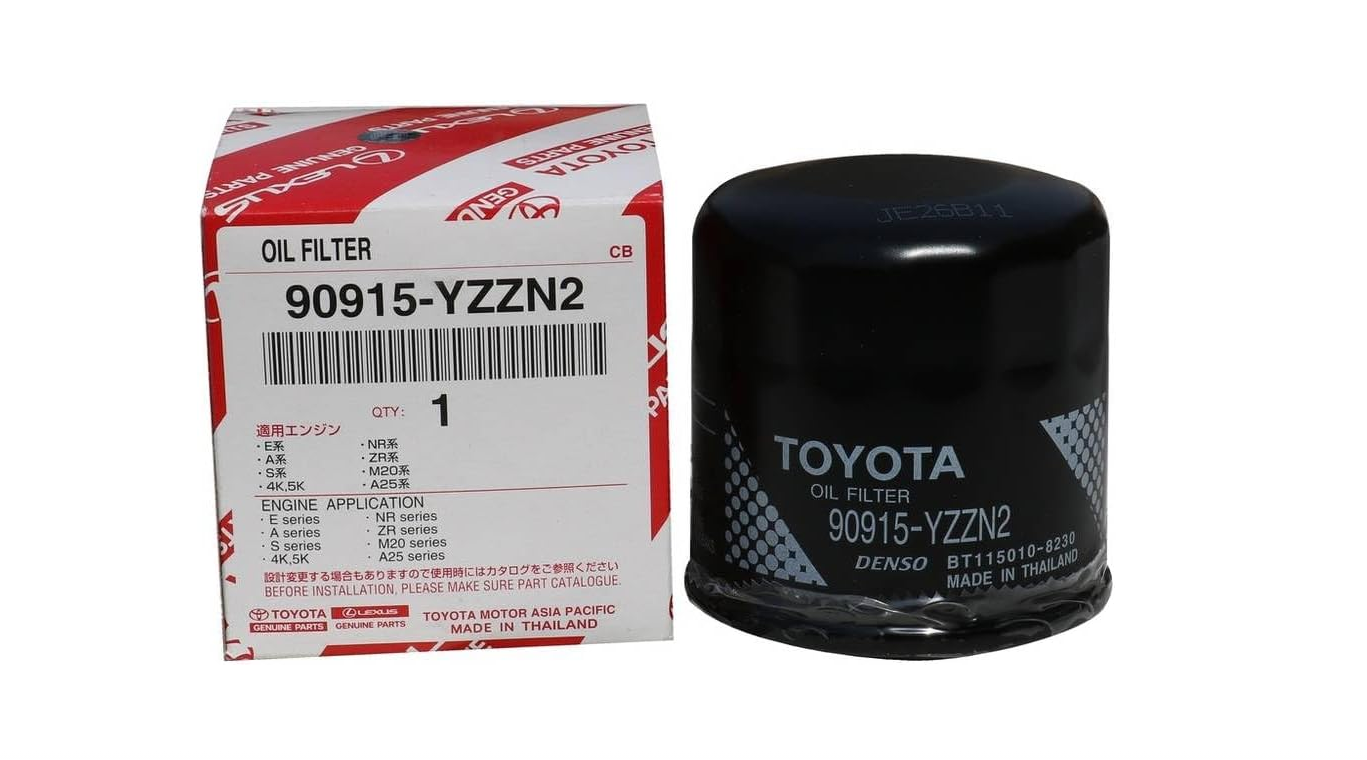 LEXUS
GENUINE PARTS
TOYOTA
GENUINE PARTS
OIL FILTER
CB
90915-YZZN2
QTY: 1
適用エンジン
・E系 ・NR系
・A系 ・ZR系
・S系 ・M20系
・4K,5K ・A25系
ENGINE APPLICATION
· E series · NR series
· A series · ZR series
· S series · M20 series
· 4K,5K · A25 series
設計変更する場合もありますので使用時にはカタログをご参照ください
BEFORE INSTALLATION, PLEASE MAKE SURE PART CATALOGUE.
TOYOTA LEXUS TOYOTA MOTOR ASIA PACIFIC
GENUINE PARTS GENUINE PARTS MADE IN THAILAND
JE26B11
TOYOTA
OIL FILTER
90915-YZZN2
DENSO BT115010-8230
MADE IN THAILAND